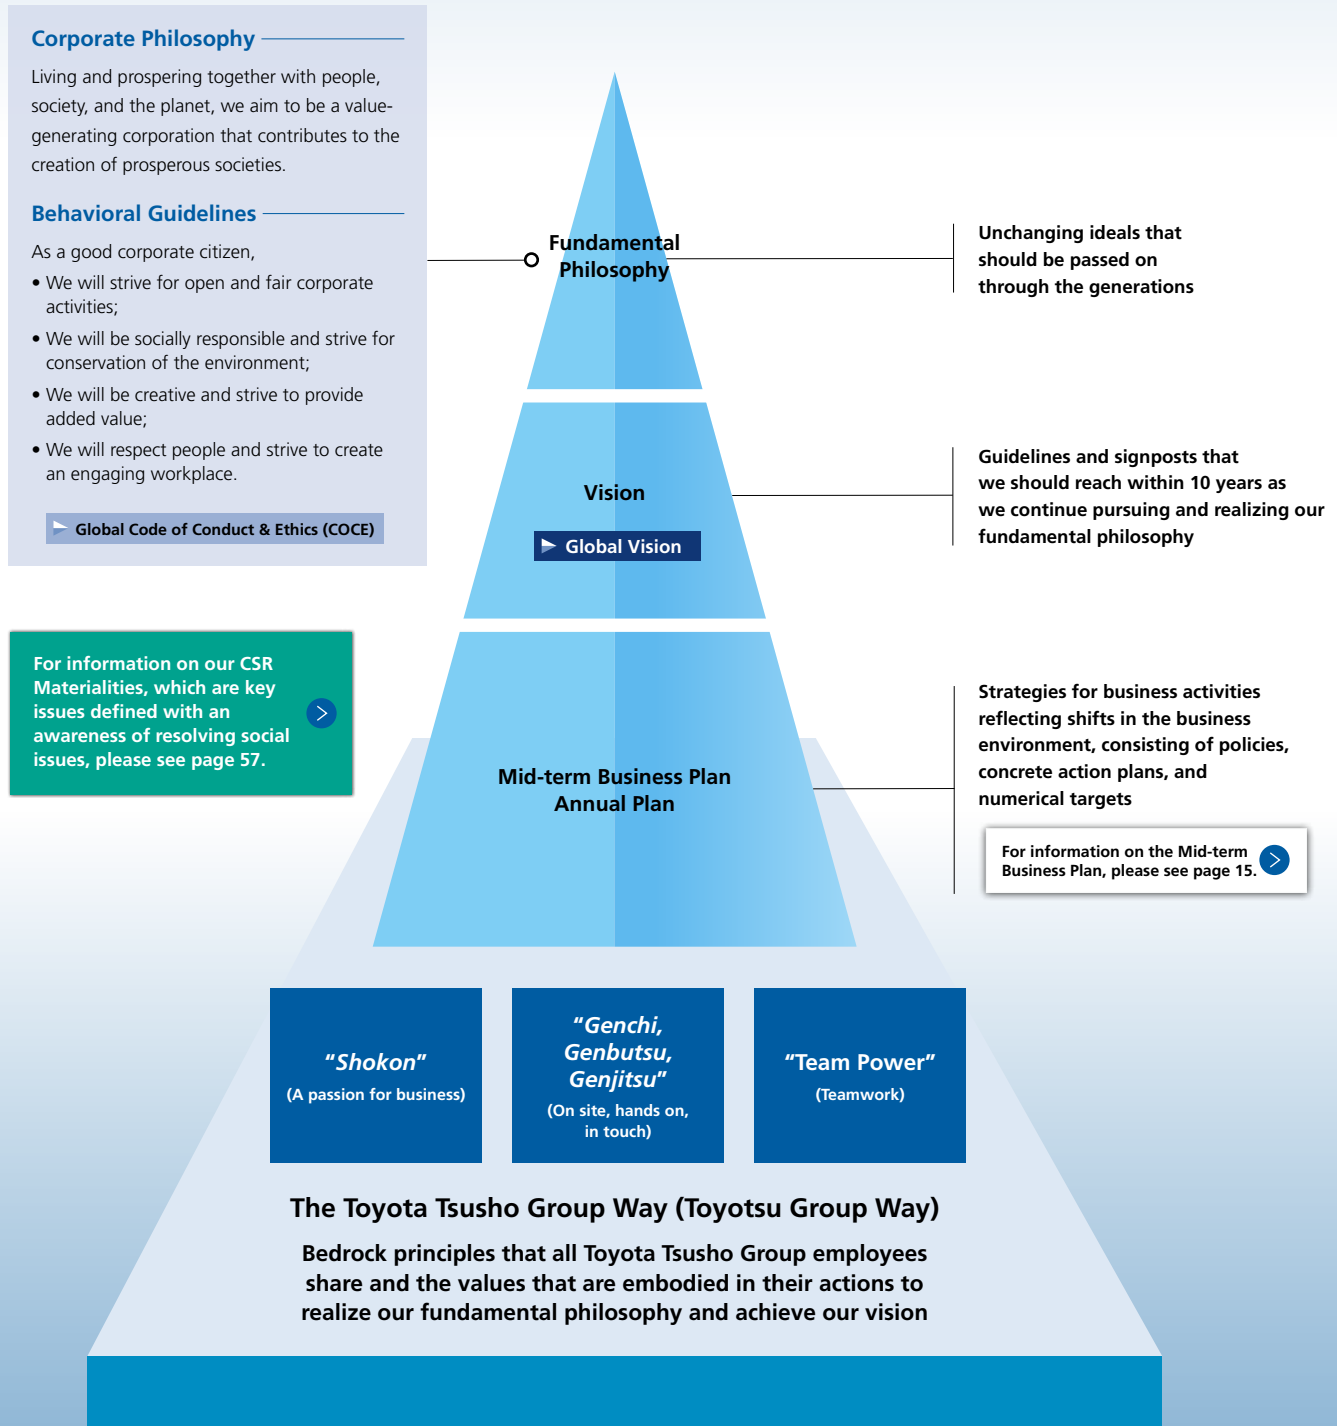 Corporate Philosophy
Living and prospering together with people,
society, and the planet, we aim to be a value-
generating corporation that contributes to the
creation of prosperous societies.
Behavioral Guidelines
As a good corporate citizen,
• We will strive for open and fair corporate
activities;
• We will be socially responsible and strive for
conservation of the environment;
• We will be creative and strive to provide
added value;
• We will respect people and strive to create
an engaging workplace.
Global Code of Conduct & Ethics (COCE)
For information on our CSR
Materialities, which are key
issues defined with an
awareness of resolving social
issues, please see page 57.
Fundamental
Philosophy
Unchanging ideals that
should be passed on
through the generations
Vision
Global Vision
Guidelines and signposts that
we should reach within 10 years as
we continue pursuing and realizing our
fundamental philosophy
Mid-term Business Plan
Annual Plan
Strategies for business activities
reflecting shifts in the business
environment, consisting of policies,
concrete action plans, and
numerical targets
For information on the Mid-term
Business Plan, please see page 15.
“Shokon”
(A passion for business)
“Genchi,
Genbutsu,
Genjitsu”
(On site, hands on,
in touch)
“Team Power”
(Teamwork)
The Toyota Tsusho Group Way (Toyotsu Group Way)
Bedrock principles that all Toyota Tsusho Group employees
share and the values that are embodied in their actions to
realize our fundamental philosophy and achieve our vision